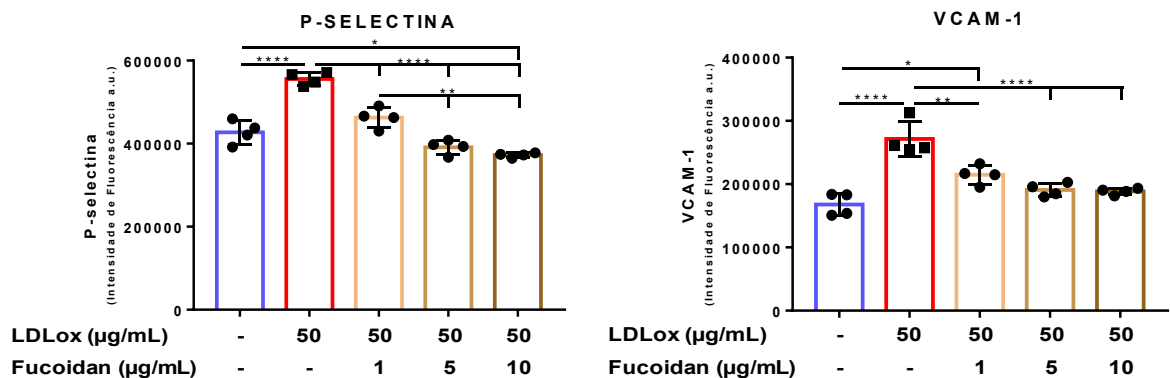 P-SELECTINA
P-selectina
(Intensidade de Fluorescência a.u.)
600000
400000
200000
0
*
**** ****
**
LDLox (µg/mL) - 50 50 50 50
Fucoidan (µg/mL) - - 1 5 10
VCAM-1
VCAM-1
(Intensidade de Fluorescência a.u.)
400000
300000
200000
100000
0
*
****
**** **
LDLox (µg/mL) - 50 50 50 50
Fucoidan (µg/mL) - - 1 5 10